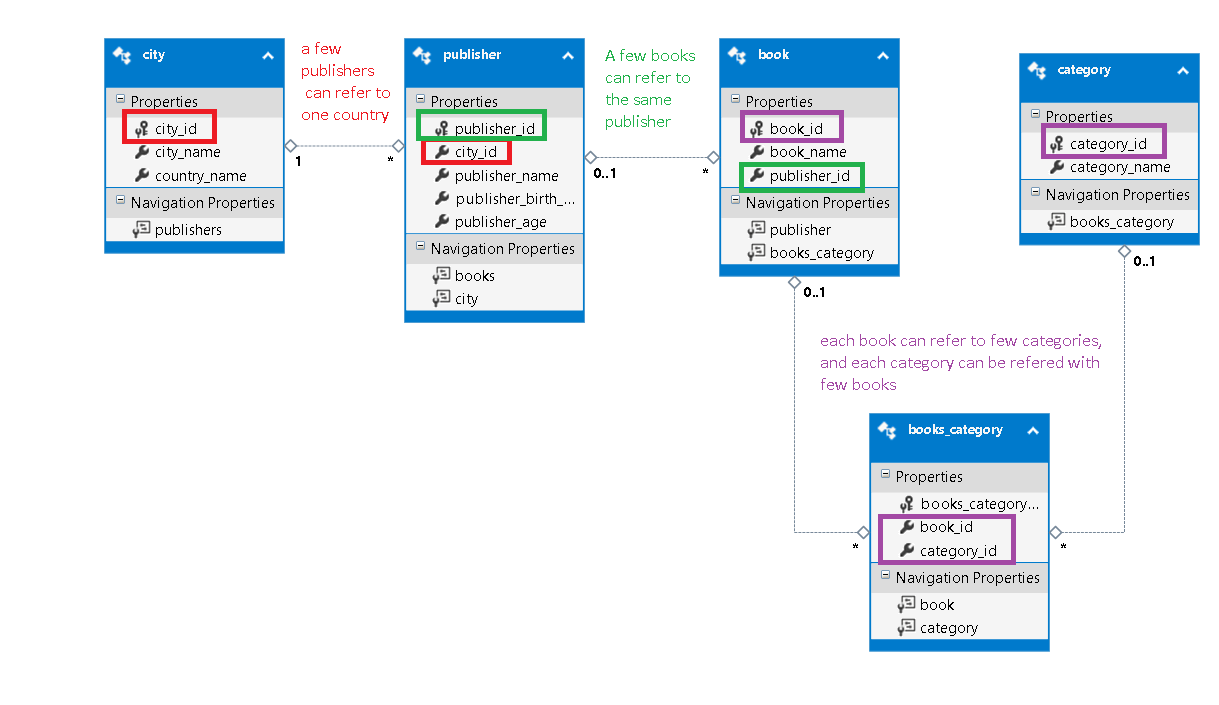 city
Properties
city_id
city_name
country_name
Navigation Properties
publishers
a few
publishers
can refer to
one country
1
*
publisher
Properties
publisher_id
city_id
publisher_name
publisher_birth_...
publisher_age
Navigation Properties
books
city
A few books
can refer to
the same
publisher
0..1
*
book
Properties
book_id
book_name
publisher_id
Navigation Properties
publisher
books_category
0..1
category
Properties
category_id
category_name
Navigation Properties
books_category
0..1
each book can refer to few categories,
and each category can be refered with
few books
books_category
Properties
books_category...
book_id
category_id
*
*
Navigation Properties
book
category